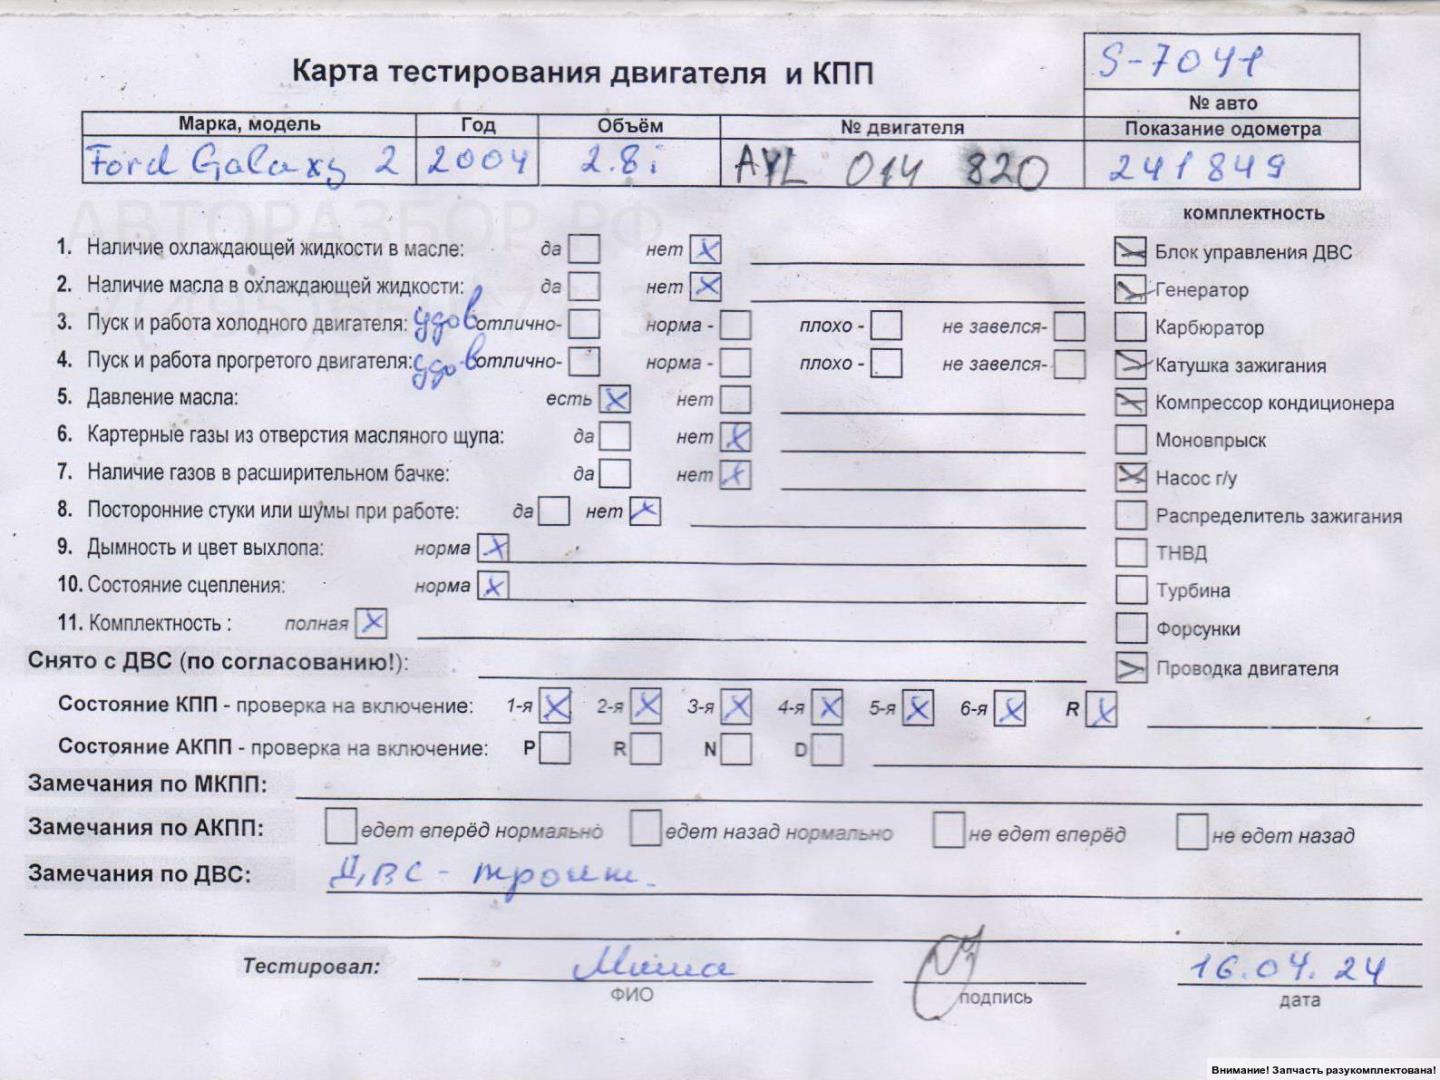 S-7041
Карта тестирования двигателя и КПП
№ авто
Марка, модель Год Объём № двигателя Показание одометра
Ford Galaxy 2 2004 2.8i AYL 014 820 241849
АВТОРАЗБОР.РФ
комплектность
1. Наличие охлаждающей жидкости в масле: да нет Блок управления ДВС
2. Наличие масла в охлаждающей жидкости: да нет Генератор
3. Пуск и работа холодного двигателя: удов отлично- норма - плохо - не завелся- Карбюратор
4. Пуск и работа прогретого двигателя: удов отлично- норма - плохо - не завелся- Катушка зажигания
5. Давление масла: есть нет Компрессор кондиционера
6. Картерные газы из отверстия масляного щупа: да нет Моновпрыск
7. Наличие газов в расширительном бачке: да нет Насос г/у
8. Посторонние стуки или шумы при работе: да нет Распределитель зажигания
9. Дымность и цвет выхлопа: норма ТНВД
10. Состояние сцепления: норма Турбина
11. Комплектность : полная Форсунки
Снято с ДВС (по согласованию!): Проводка двигателя
Состояние КПП - проверка на включение: 1-я 2-я 3-я 4-я 5-я 6-я R
Состояние АКПП - проверка на включение: P R N D
Замечания по МКПП:
Замечания по АКПП: едет вперёд нормально едет назад нормально не едет вперёд не едет назад
Замечания по ДВС: ДВС - троит.
Тестировал: Миша 16.04.24
ФИО подпись дата
Внимание! Запчасть разукомплектована!